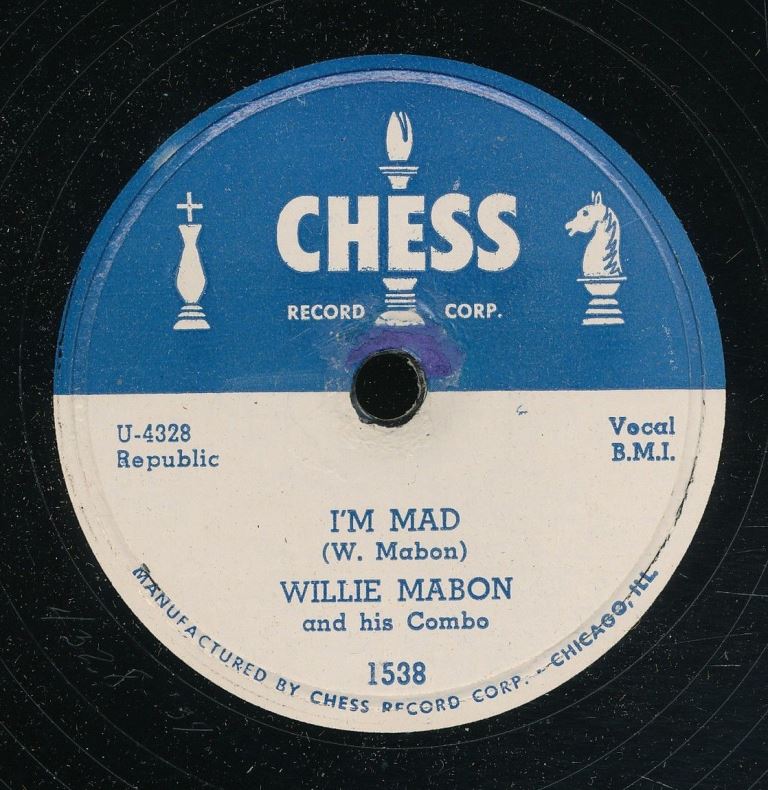 CHESS
RECORD CORP.
U-4328
Republic
Vocal
B.M.I.
I'M MAD
(W. Mabon)
WILLIE MABON
and his Combo
1538
MANUFACTURED BY CHESS RECORD CORP. - CHICAGO, ILL.